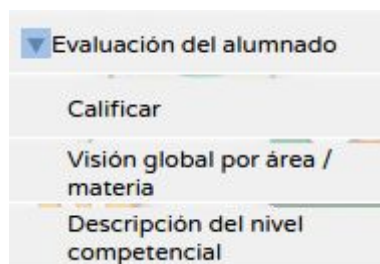 Evaluación del alumnado
Calificar
Visión global por área /
materia
Descripción del nivel
competencial